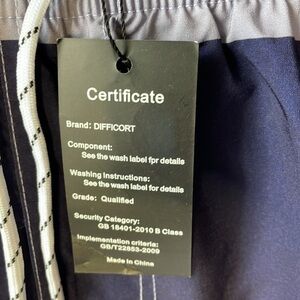 Certificate
Brand: DIFFICORT
Component:
See the wash label fpr details
Washing Instructions:
See the wash label for details
Grade: Qualified
Security Category:
GB 18401-2010 B Class
Implementation criteria:
GB/T22853-2009
Made in China